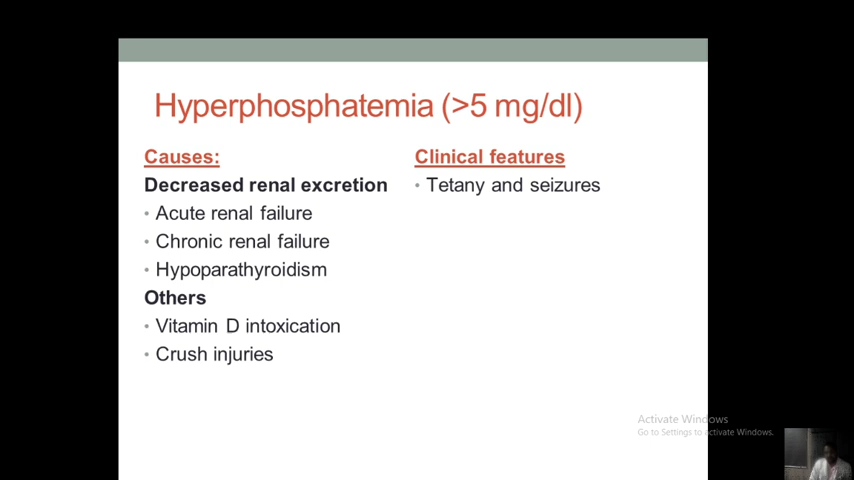 Hyperphosphatemia (>5 mg/dl)
Causes:
Decreased renal excretion
• Acute renal failure
• Chronic renal failure
• Hypoparathyroidism
Others
• Vitamin D intoxication
• Crush injuries
Clinical features
• Tetany and seizures
Activate Windows
Go to Settings to activate Windows.